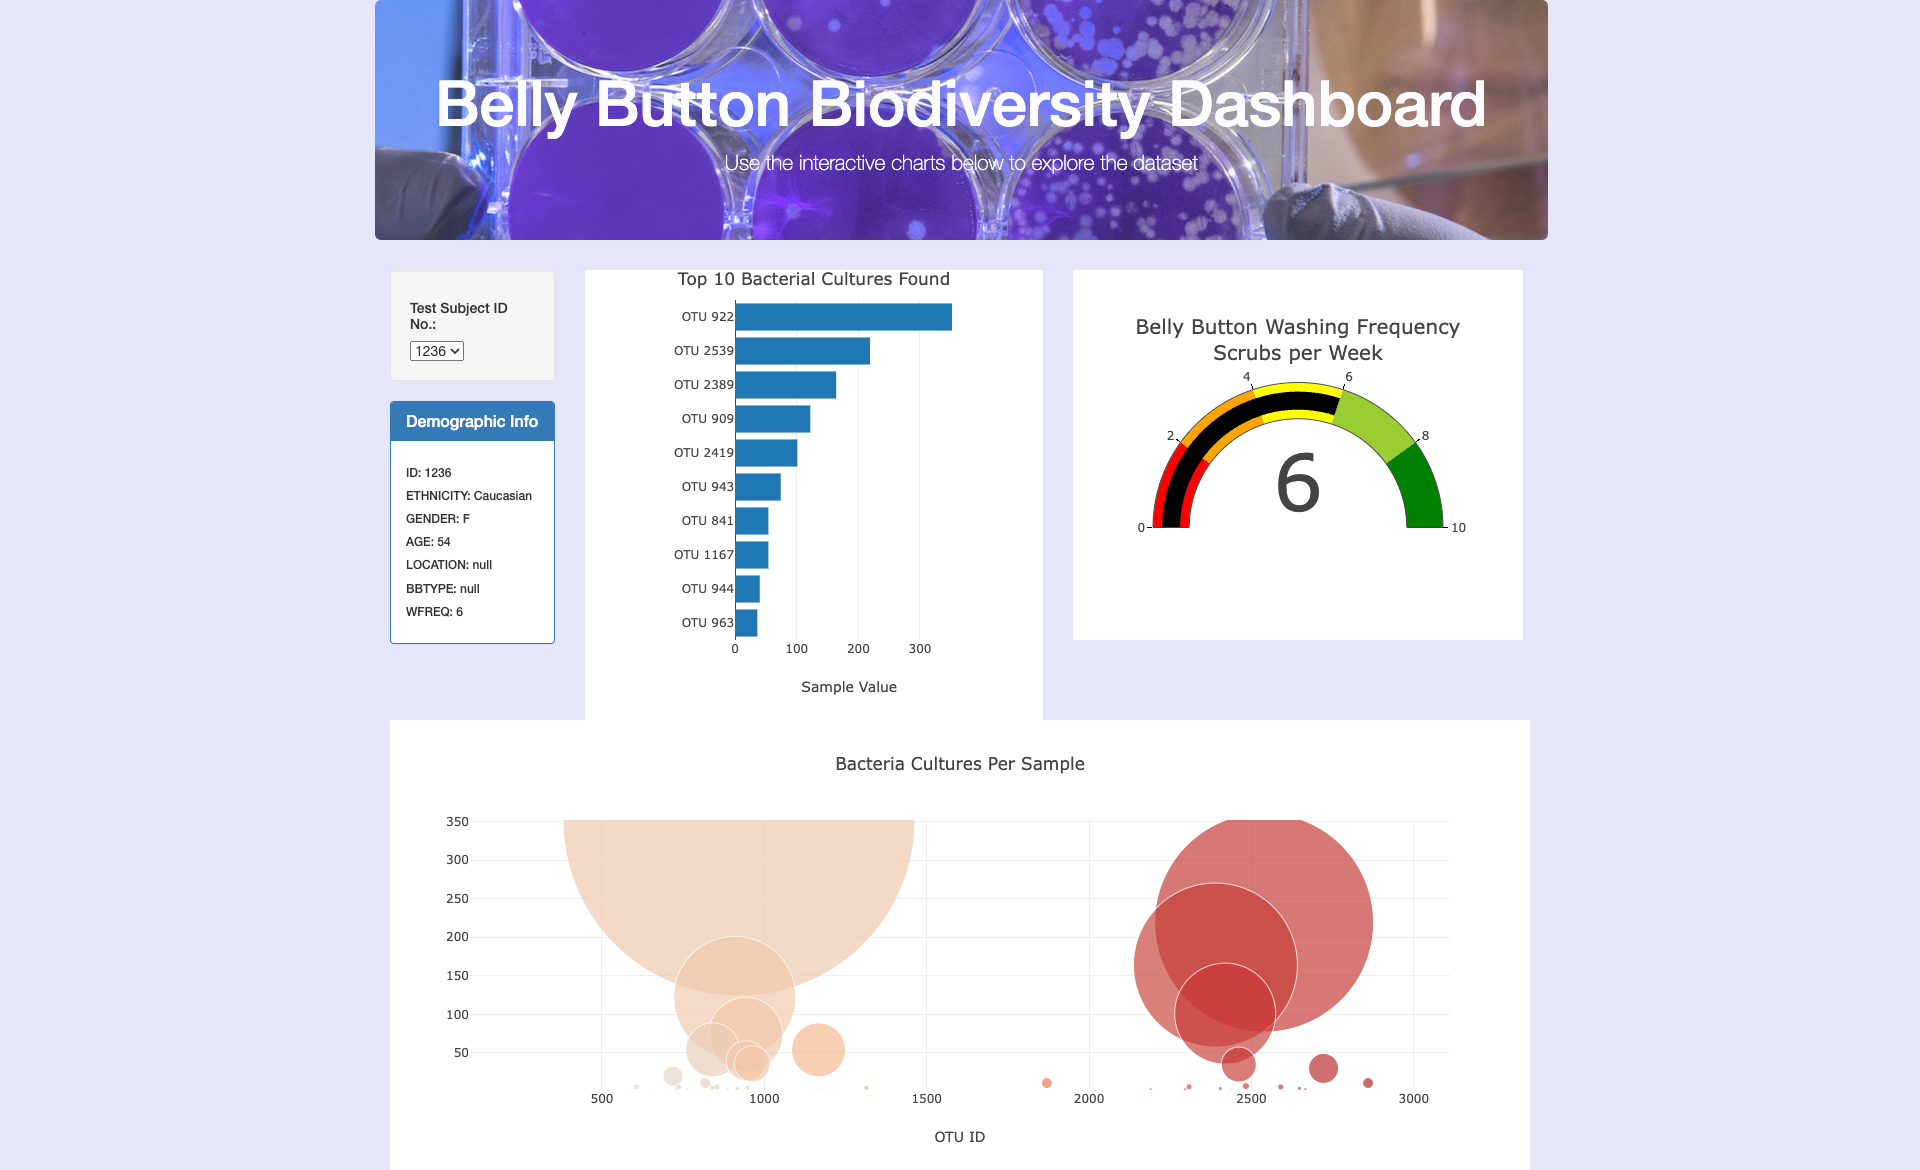 Belly Button Biodiversity Dashboard
Use the interactive charts below to explore the dataset
Test Subject ID
No.:
1236
Demographic Info
ID: 1236
ETHNICITY: Caucasian
GENDER: F
AGE: 54
LOCATION: null
BBTYPE: null
WFREQ: 6
Top 10 Bacterial Cultures Found
OTU 922
OTU 2539
OTU 2389
OTU 909
OTU 2419
OTU 943
OTU 841
OTU 1167
OTU 944
OTU 963
0 100 200 300
Sample Value
Belly Button Washing Frequency
Scrubs per Week
4 6
2 8
6
0 10
Bacteria Cultures Per Sample
350
300
250
200
150
100
50
500 1000 1500 2000 2500 3000
OTU ID